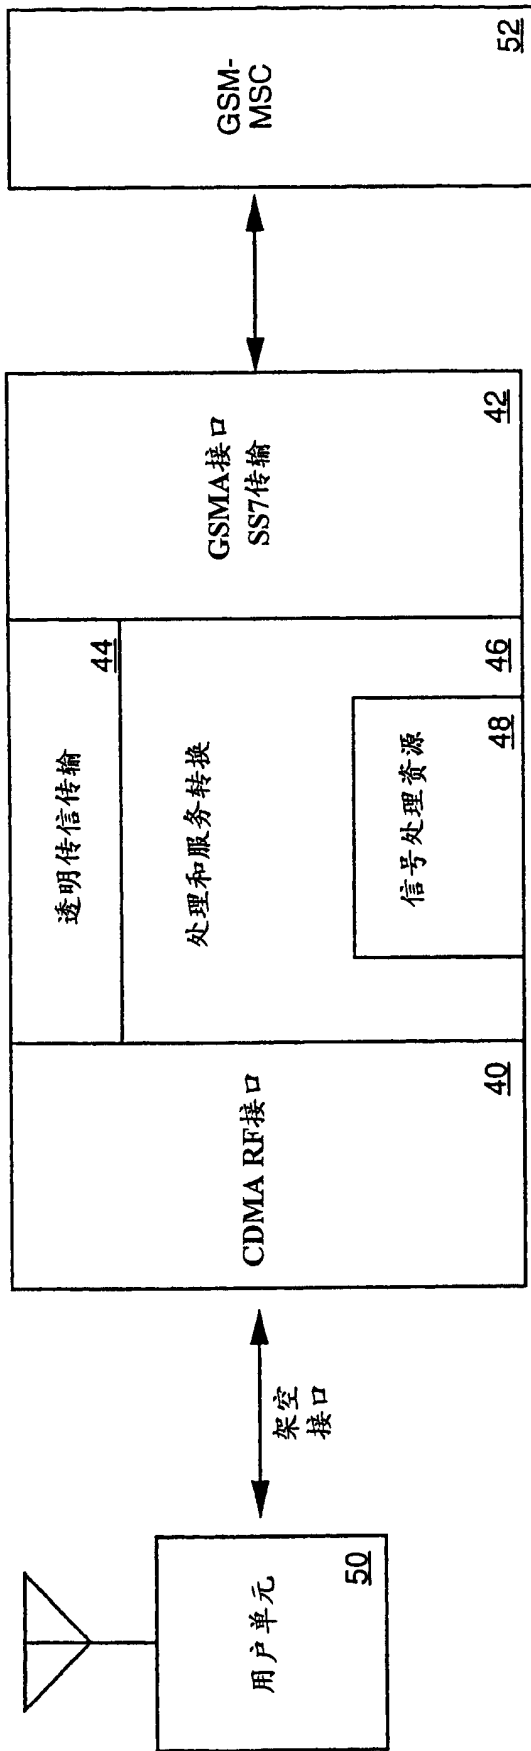 用户单元
50
架空
接口
CDMA RF接口
40
透明传信传输
44
处理和服务转换
46
信号处理资源
48
GSMA接口
SS7传输
42
GSM-
MSC
52